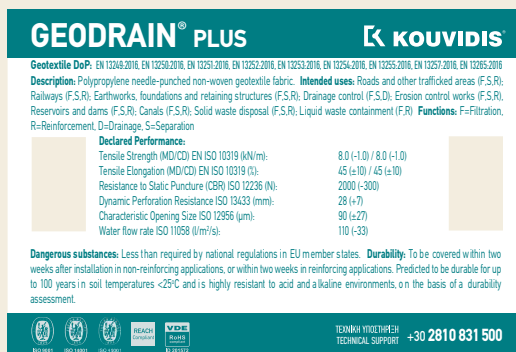 GEODRAIN® PLUS
KOUVIDIS®
Geotextile DoP: EN 13249:2016, EN 13250:2016, EN 13251:2016, EN 13252:2016, EN 13253:2016, EN 13254:2016, EN 13255:2016, EN 13257:2016, EN 13265:2016
Description: Polypropylene needle-punched non-woven geotextile fabric. Intended uses: Roads and other trafficked areas (F,S,R);
Railways (F,S,R); Earthworks, foundations and retaining structures (F,S,R); Drainage control (F,S,D); Erosion control works (F,S,R),
Reservoirs and dams (F,S,R); Canals (F,S,R); Solid waste disposal (F,S,R); Liquid waste containment (F,R) Functions: F=Filtration,
R=Reinforcement, D=Drainage, S=Separation
Declared Performance:
Tensile Strength (MD/CD) EN ISO 10319 (kN/m): 8.0 (-1.0) / 8.0 (-1.0)
Tensile Elongation (MD/CD) EN ISO 10319 (%): 45 (±10) / 45 (±10)
Resistance to Static Puncture (CBR) ISO 12236 (N): 2000 (-300)
Dynamic Perforation Resistance ISO 13433 (mm): 28 (+7)
Characteristic Opening Size ISO 12956 (μm): 90 (±27)
Water flow rate ISO 11058 (l/m²/s): 110 (-33)
Dangerous substances: Less than required by national regulations in EU member states. Durability: To be covered within two
weeks after installation in non-reinforcing applications, or within two weeks in reinforcing applications. Predicted to be durable for up
to 100 years in soil temperatures <25°C and is highly resistant to acid and alkaline environments, on the basis of a durability
assessment.
REACH
Compliant
VDE
RoHS
ISO 9001
ISO 14001
ΤΕΧΝΙΚΗ ΥΠΟΣΤΗΡΙΞΗ
TECHNICAL SUPPORT
+30 2810 831 500